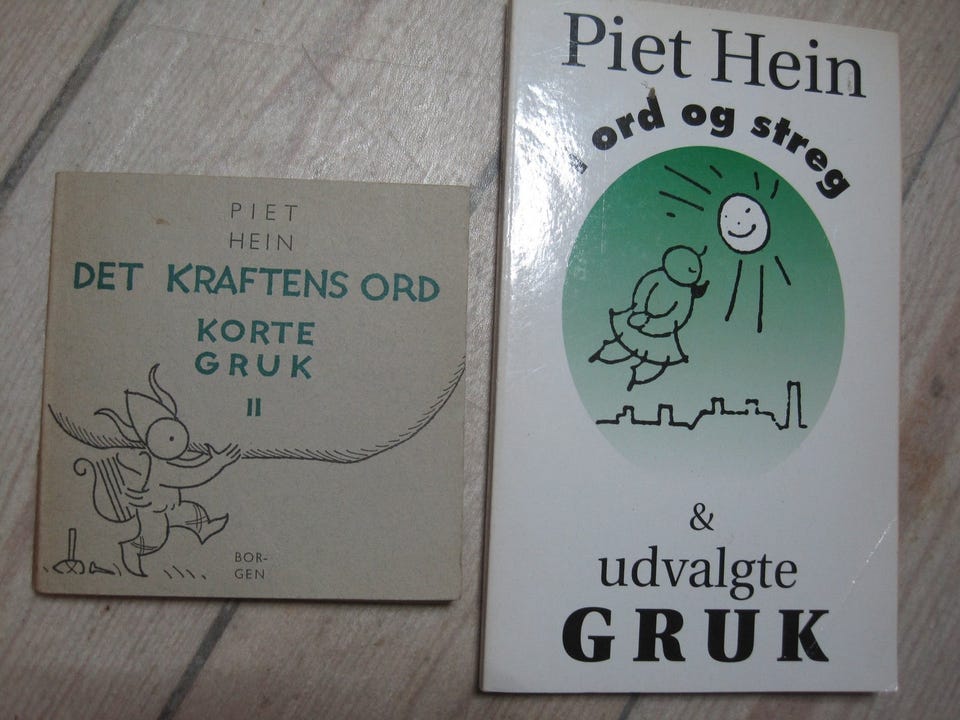 PIET
HEIN
DET KRAFTENS ORD
KORTE
GRUK
II
BOR-
GEN
Piet Hein
ord og streg
&
udvalgte
GRUK